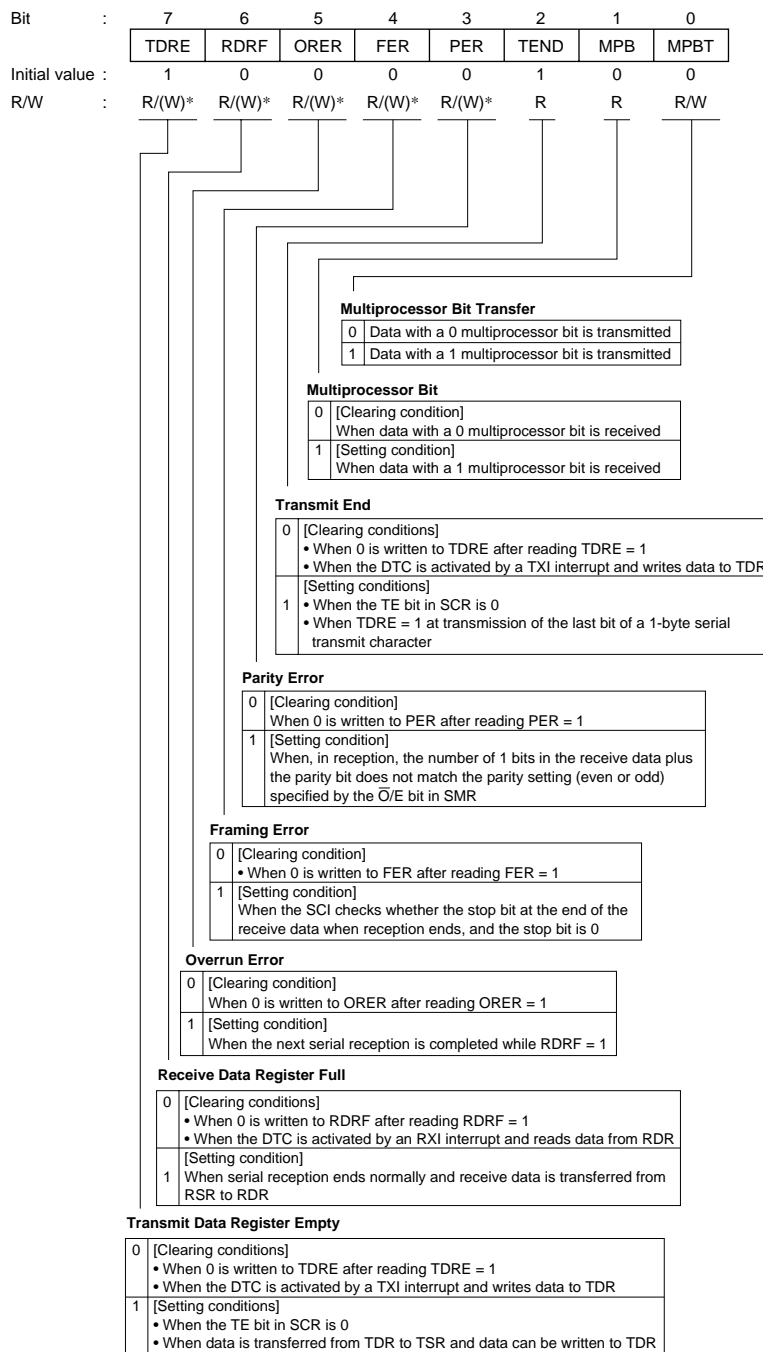 Bit : 7 6 5 4 3 2 1 0
TDRE RDRF ORER FER PER TEND MPB MPBT
Initial value : 1 0 0 0 0 1 0 0
R/W : R/(W)* R/(W)* R/(W)* R/(W)* R/(W)* R R R/W
Multiprocessor Bit Transfer
0 Data with a 0 multiprocessor bit is transmitted
1 Data with a 1 multiprocessor bit is transmitted
Multiprocessor Bit
0 [Clearing condition]
When data with a 0 multiprocessor bit is received
1 [Setting condition]
When data with a 1 multiprocessor bit is received
Transmit End
0 [Clearing conditions]
• When 0 is written to TDRE after reading TDRE = 1
• When the DTC is activated by a TXI interrupt and writes data to TDR
[Setting conditions]
1 • When the TE bit in SCR is 0
• When TDRE = 1 at transmission of the last bit of a 1-byte serial
transmit character
Parity Error
0 [Clearing condition]
When 0 is written to PER after reading PER = 1
1 [Setting condition]
When, in reception, the number of 1 bits in the receive data plus
the parity bit does not match the parity setting (even or odd)
specified by the O̅/E bit in SMR
Framing Error
0 [Clearing condition]
• When 0 is written to FER after reading FER = 1
1 [Setting condition]
When the SCI checks whether the stop bit at the end of the
receive data when reception ends, and the stop bit is 0
Overrun Error
0 [Clearing condition]
When 0 is written to ORER after reading ORER = 1
1 [Setting condition]
When the next serial reception is completed while RDRF = 1
Receive Data Register Full
0 [Clearing conditions]
• When 0 is written to RDRF after reading RDRF = 1
• When the DTC is activated by an RXI interrupt and reads data from RDR
[Setting condition]
1 When serial reception ends normally and receive data is transferred from
RSR to RDR
Transmit Data Register Empty
0 [Clearing conditions]
• When 0 is written to TDRE after reading TDRE = 1
• When the DTC is activated by a TXI interrupt and writes data to TDR
1 [Setting conditions]
• When the TE bit in SCR is 0
• When data is transferred from TDR to TSR and data can be written to TDR